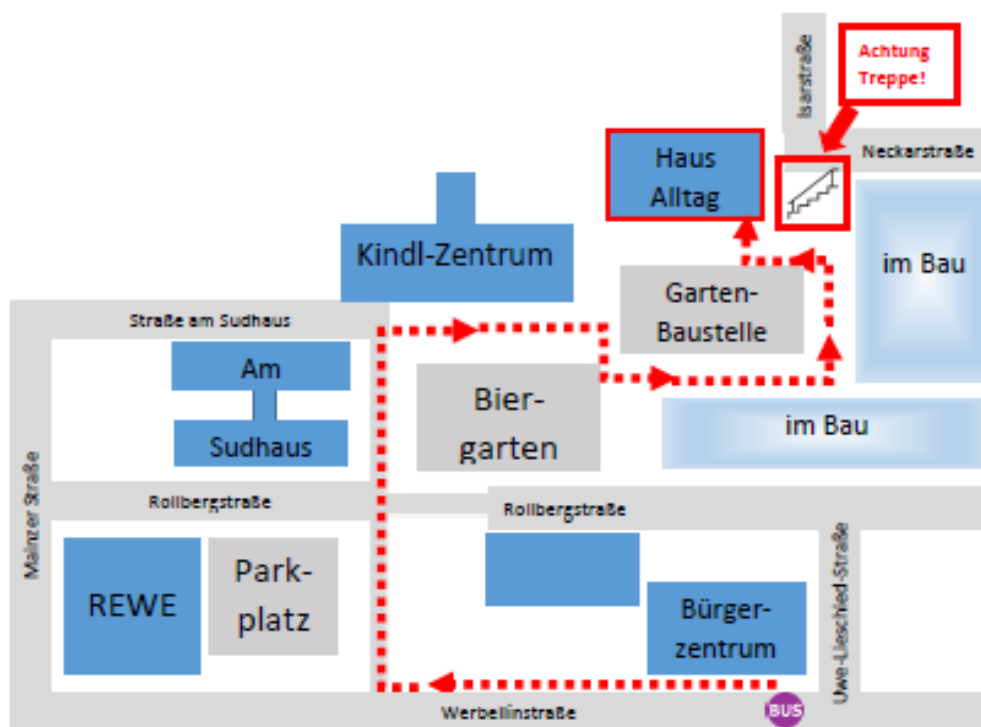 Isarstraße
Achtung
Treppe!
Neckarstraße
Haus
Alltag
Kindl-Zentrum
im Bau
Garten-
Baustelle
Straße am Sudhaus
Am
Sudhaus
Bier-
garten
im Bau
Mainzer Straße
Rollbergstraße
Rollbergstraße
REWE
Park-
platz
Bürger-
zentrum
Uwe-Lieschied-Straße
Werbellinstraße
BUS